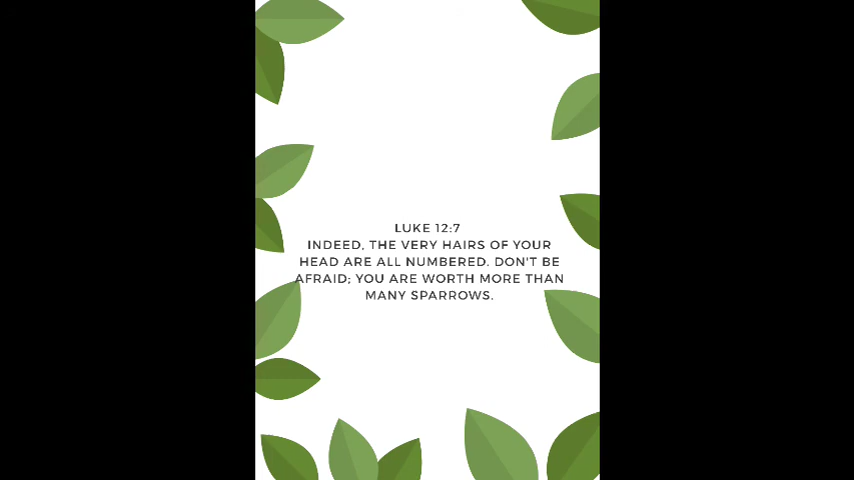 LUKE 12:7
INDEED, THE VERY HAIRS OF YOUR
HEAD ARE ALL NUMBERED. DON'T BE
AFRAID; YOU ARE WORTH MORE THAN
MANY SPARROWS.